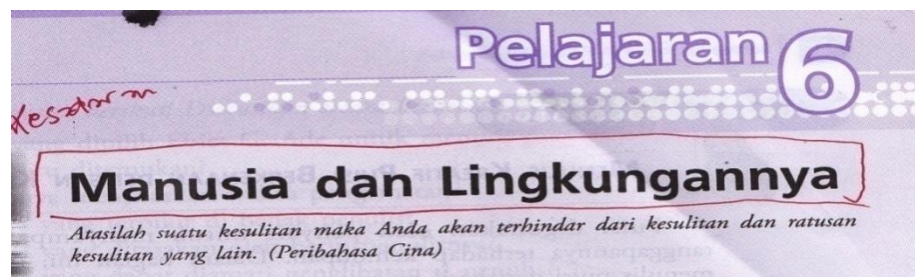 Pelajaran 6
Manusia dan Lingkungannya
Atasilah suatu kesulitan maka Anda akan terhindar dari kesulitan dan ratusan
kesulitan yang lain. (Peribahasa Cina)